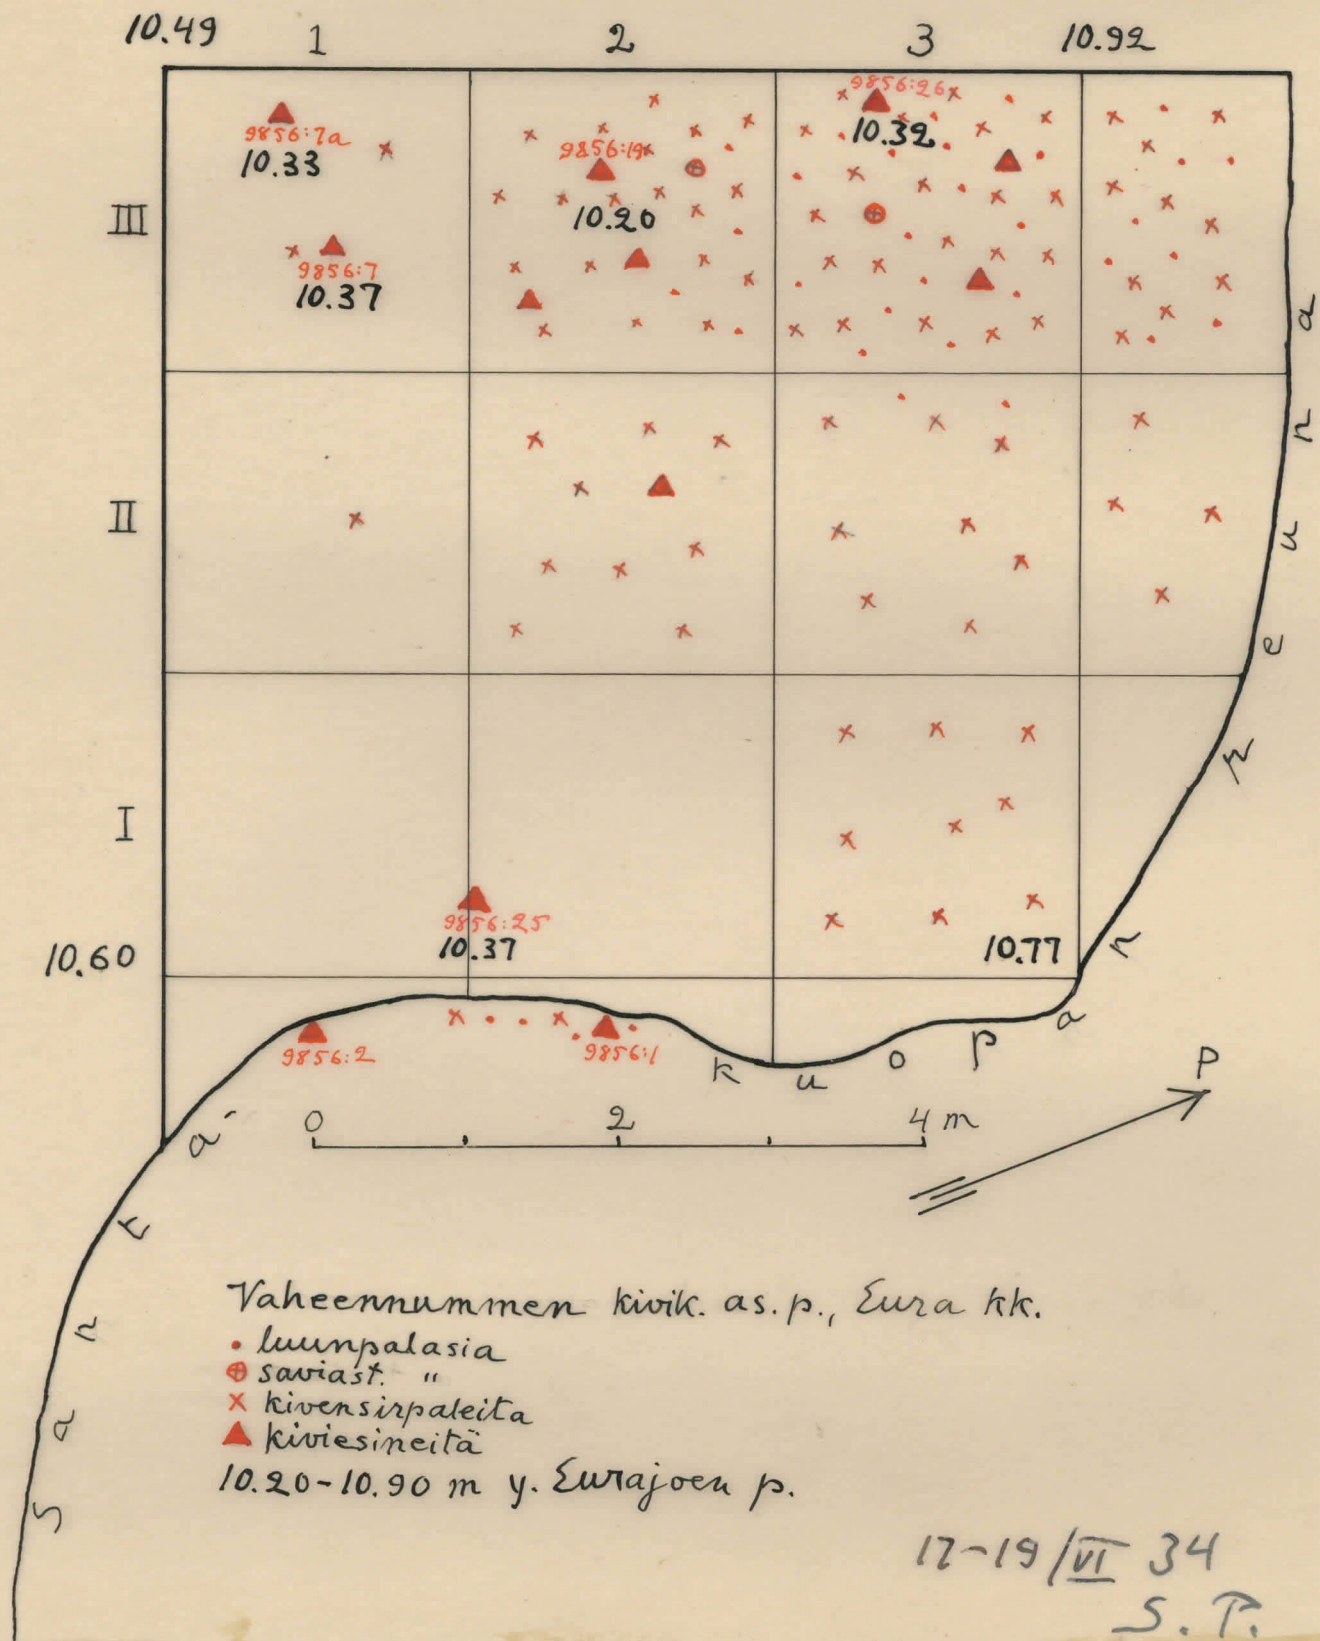 10.49 1 2 3 10.92
9856:7a
10.33
9856:19
10.20
9856:26
10.39
III
9856:7
10.37
II
I
9856:25
10.37
10.77
10.60
9856:2
9856:1
Santakuopan reuna
0 2 4 m
P
Vaheennummen kivik. as. p., Eura kk.
luunpalasia
saviast. "
kivensirpaleita
kiviesineitä
10.20-10.90 m y. Eurajoen p.
17-19/VI 34
S. P.